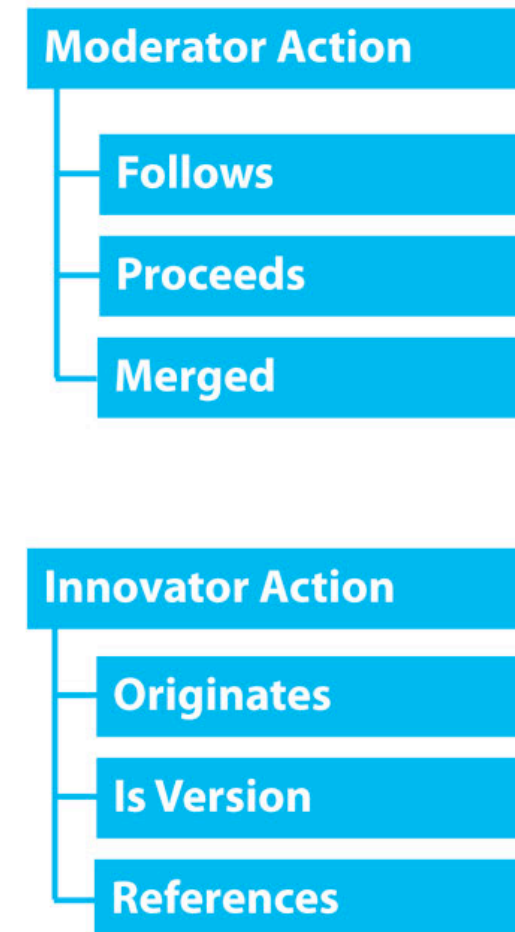 Moderator Action
Follows
Proceeds
Merged
Innovator Action
Originates
Is Version
References